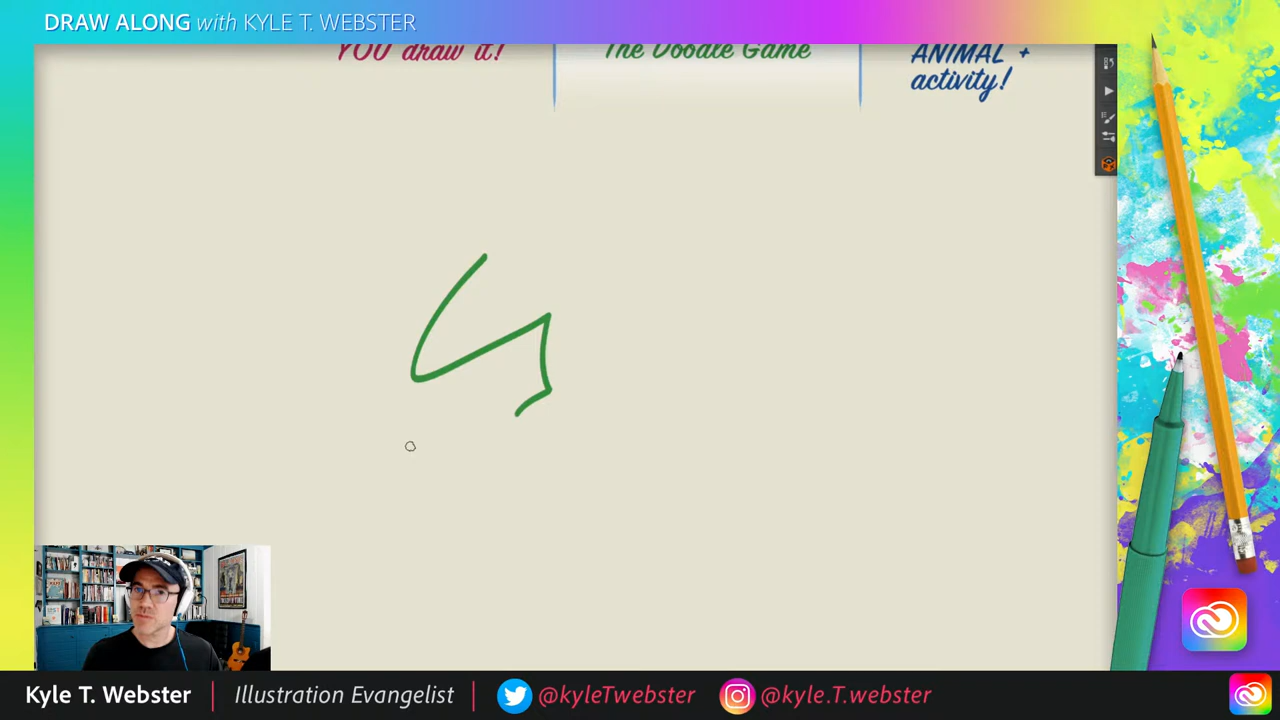 DRAW ALONG with KYLE T. WEBSTER
YOU draw it!
The Doodle Game
ANIMAL +
activity!
Kyle T. Webster | Illustration Evangelist | @kyleTwebster @kyle.T.webster